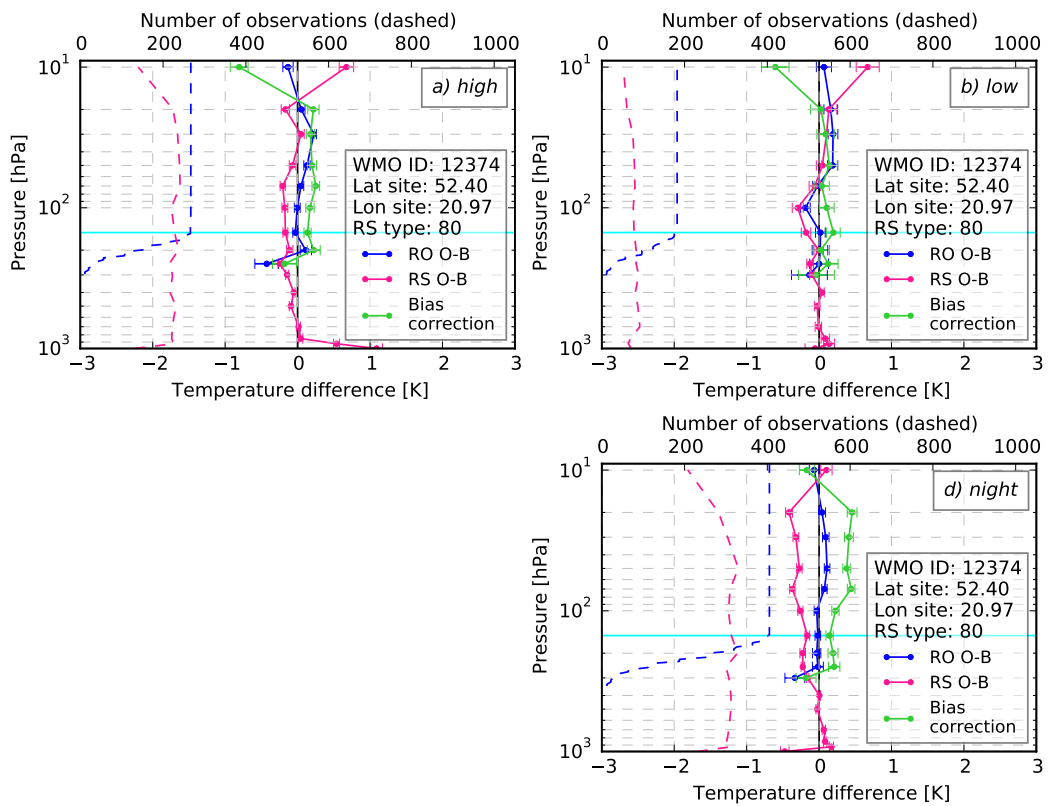 Number of observations (dashed)
0 200 400 600 800 1000
10¹
10²
10³
Pressure [hPa]
a) high
WMO ID: 12374
Lat site: 52.40
Lon site: 20.97
RS type: 80
RO O-B
RS O-B
Bias
correction
−3 −2 −1 0 1 2 3
Temperature difference [K]
Number of observations (dashed)
0 200 400 600 800 1000
10¹
10²
10³
Pressure [hPa]
b) low
WMO ID: 12374
Lat site: 52.40
Lon site: 20.97
RS type: 80
RO O-B
RS O-B
Bias
correction
−3 −2 −1 0 1 2 3
Temperature difference [K]
Number of observations (dashed)
0 200 400 600 800 1000
10¹
10²
10³
Pressure [hPa]
d) night
WMO ID: 12374
Lat site: 52.40
Lon site: 20.97
RS type: 80
RO O-B
RS O-B
Bias
correction
−3 −2 −1 0 1 2 3
Temperature difference [K]